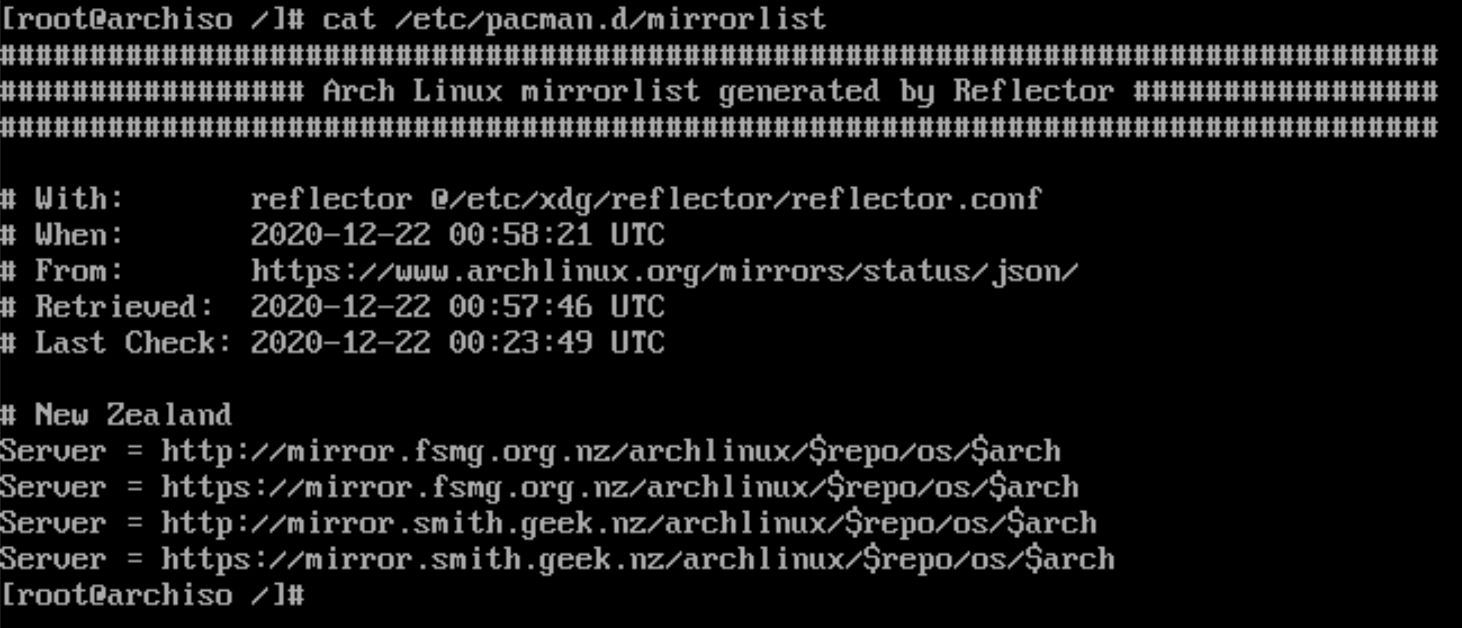 [root@archiso /]# cat /etc/pacman.d/mirrorlist
################################################################################
################# Arch Linux mirrorlist generated by Reflector #################
################################################################################
# With:       reflector @/etc/xdg/reflector/reflector.conf
# When:       2020-12-22 00:58:21 UTC
# From:       https://www.archlinux.org/mirrors/status/json/
# Retrieved:  2020-12-22 00:57:46 UTC
# Last Check: 2020-12-22 00:23:49 UTC
# New Zealand
Server = http://mirror.fsmg.org.nz/archlinux/$repo/os/$arch
Server = https://mirror.fsmg.org.nz/archlinux/$repo/os/$arch
Server = http://mirror.smith.geek.nz/archlinux/$repo/os/$arch
Server = https://mirror.smith.geek.nz/archlinux/$repo/os/$arch
[root@archiso /]#